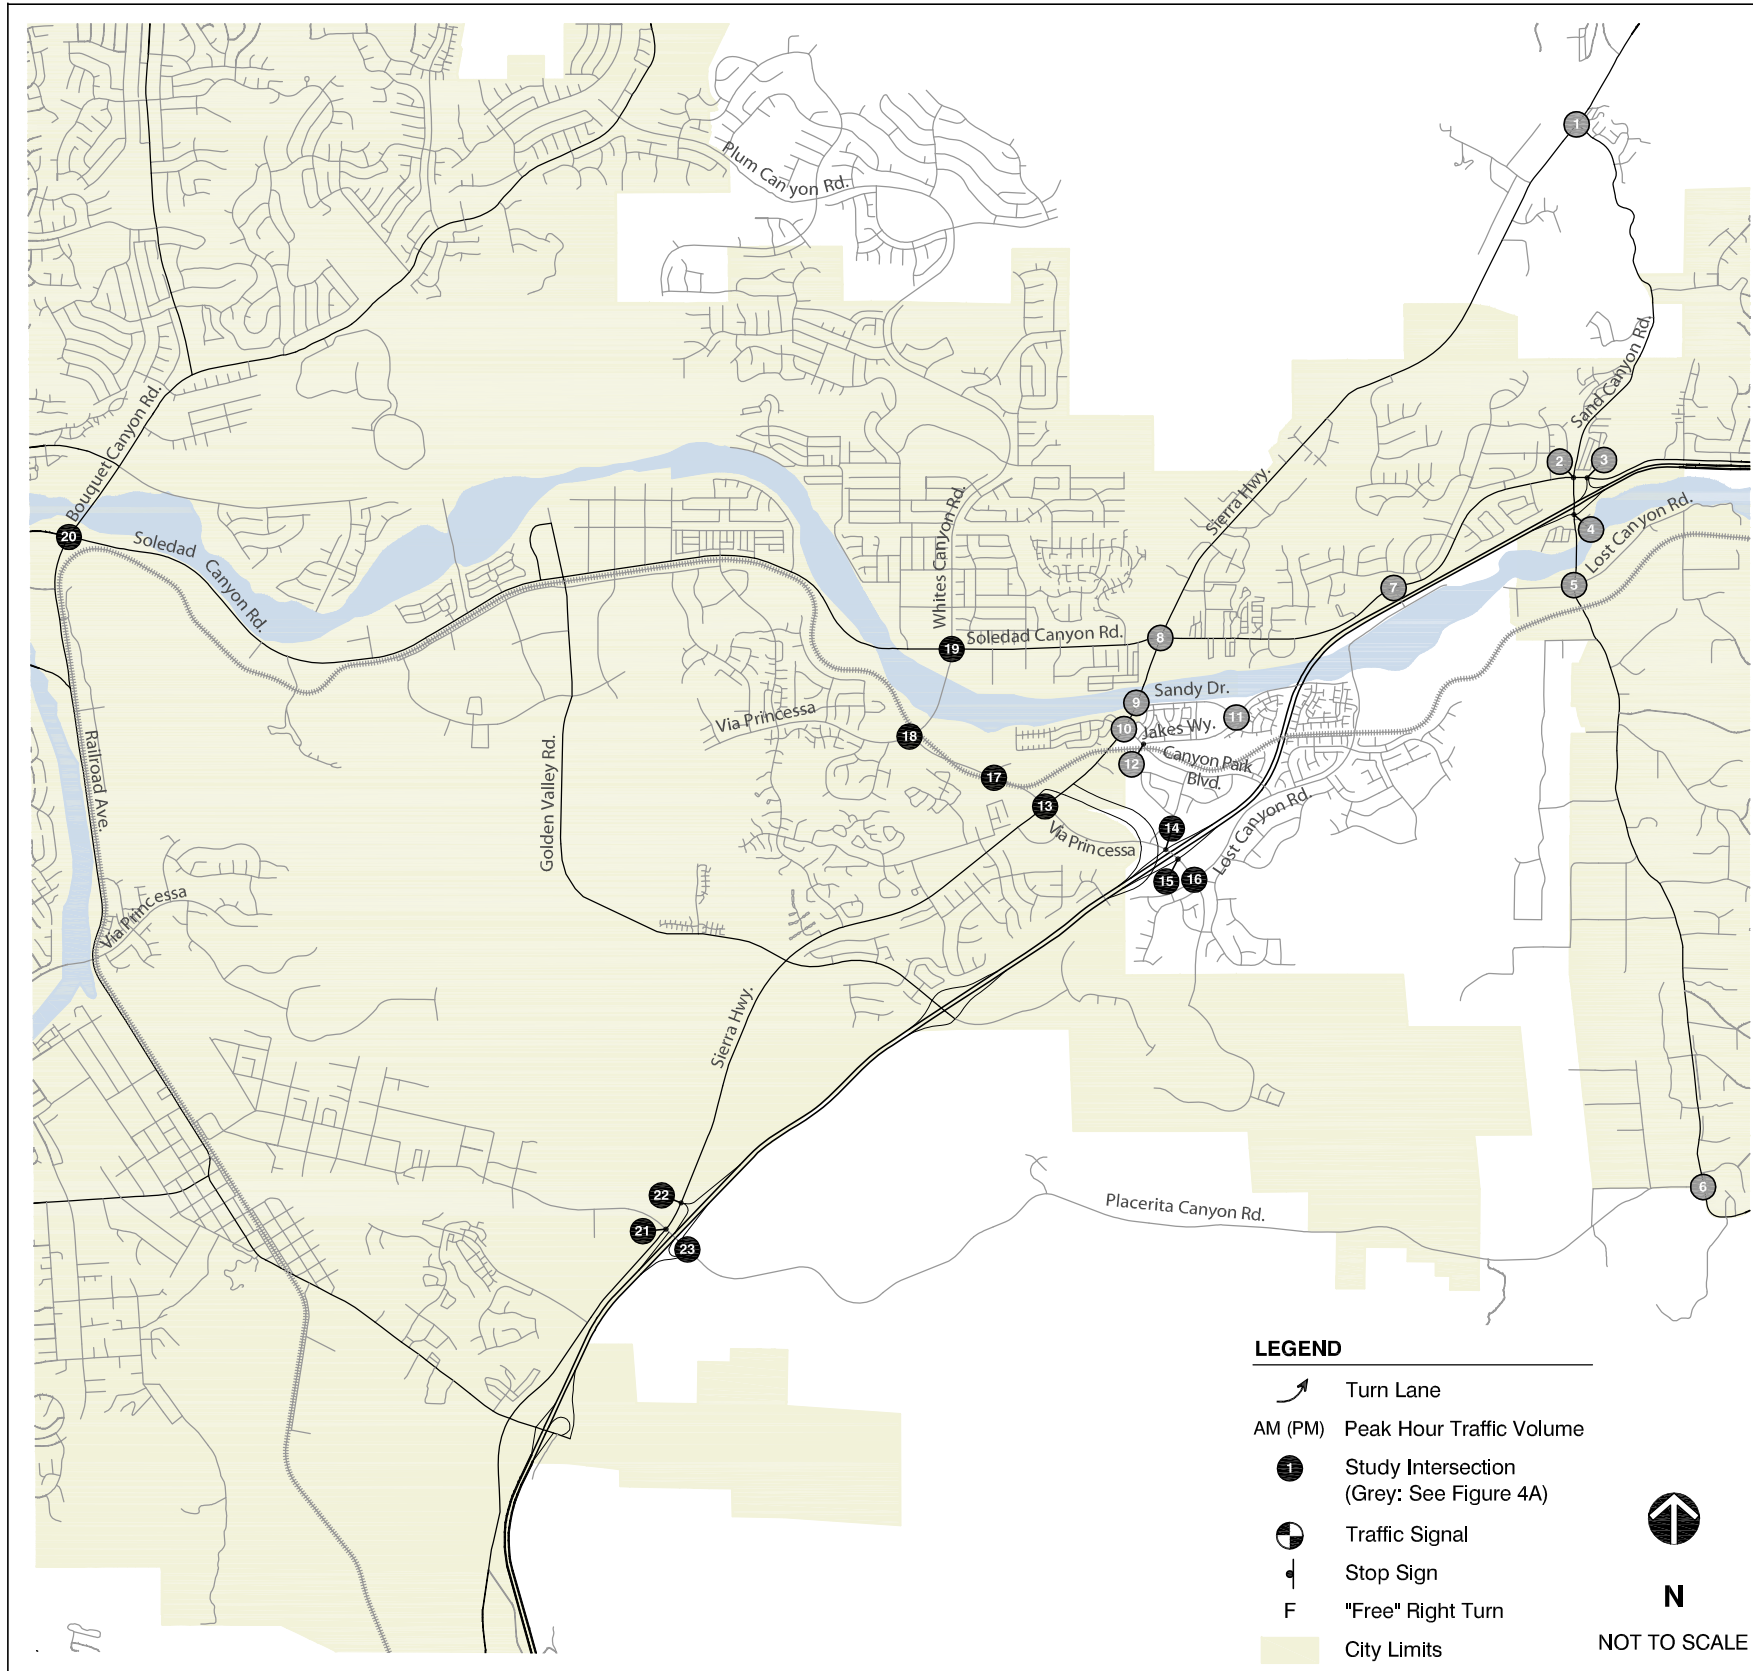 1
Plum Canyon Rd.
Sand Canyon Rd.
Bouquet Canyon Rd.
2
3
Sierra Hwy.
4
Lost Canyon Rd.
20
Soledad
Canyon Rd.
Whites Canyon Rd.
5
7
8
Soledad Canyon Rd.
19
Sandy Dr.
9
11
Via Princessa
18
10
Jakes Wy.
Canyon Park
Blvd.
12
17
13
Railroad Ave.
Golden Valley Rd.
Via Princessa
14
Lost Canyon Rd.
15
16
Via Princessa
Sierra Hwy.
22
21
23
Placerita Canyon Rd.
6
LEGEND
Turn Lane
AM (PM) Peak Hour Traffic Volume
1 Study Intersection
(Grey: See Figure 4A)
Traffic Signal
Stop Sign
F "Free" Right Turn
City Limits
N
NOT TO SCALE